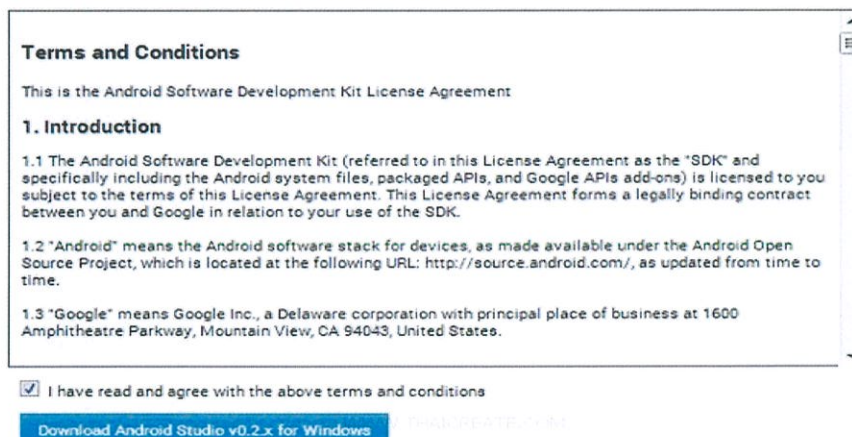 Terms and Conditions
This is the Android Software Development Kit License Agreement
1. Introduction
1.1 The Android Software Development Kit (referred to in this License Agreement as the "SDK" and
specifically including the Android system files, packaged APIs, and Google APIs add-ons) is licensed to you
subject to the terms of this License Agreement. This License Agreement forms a legally binding contract
between you and Google in relation to your use of the SDK.
1.2 "Android" means the Android software stack for devices, as made available under the Android Open
Source Project, which is located at the following URL: http://source.android.com/, as updated from time to
time.
1.3 "Google" means Google Inc., a Delaware corporation with principal place of business at 1600
Amphitheatre Parkway, Mountain View, CA 94043, United States.
I have read and agree with the above terms and conditions
Download Android Studio v0.2.x for Windows